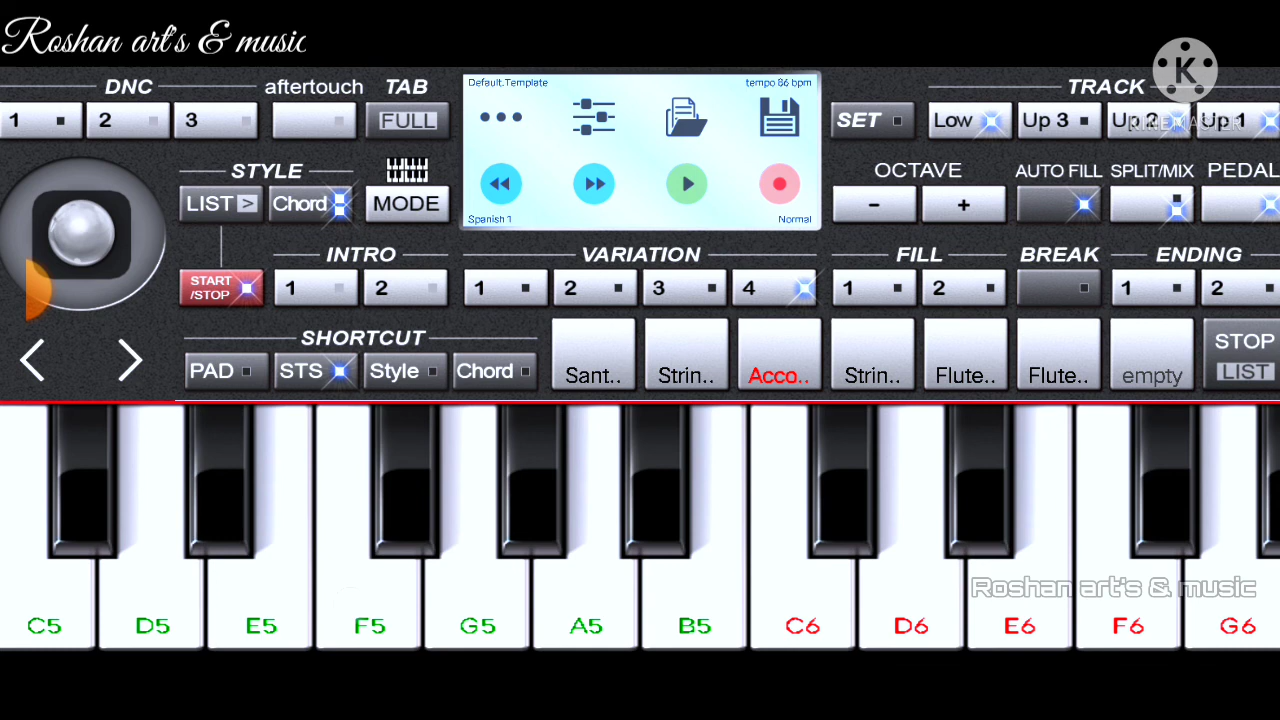 Roshan art's & music
K
KINEMASTER
DNC
aftertouch
TAB
1 2 3
FULL
Default.Template
tempo 86 bpm
Spanish 1
Normal
TRACK
SET
Low
Up 3
Up 2
Up 1
STYLE
LIST >
Chord
MODE
OCTAVE
- +
AUTO FILL
SPLIT/MIX
PEDAL
START
/STOP
INTRO
1 2
VARIATION
1 2 3 4
FILL
1 2
BREAK
ENDING
1 2
SHORTCUT
PAD
STS
Style
Chord
Sant..
Strin..
Acco..
Strin..
Flute..
Flute..
empty
STOP
LIST
Roshan art's & music
C5 D5 E5 F5 G5 A5 B5 C6 D6 E6 F6 G6